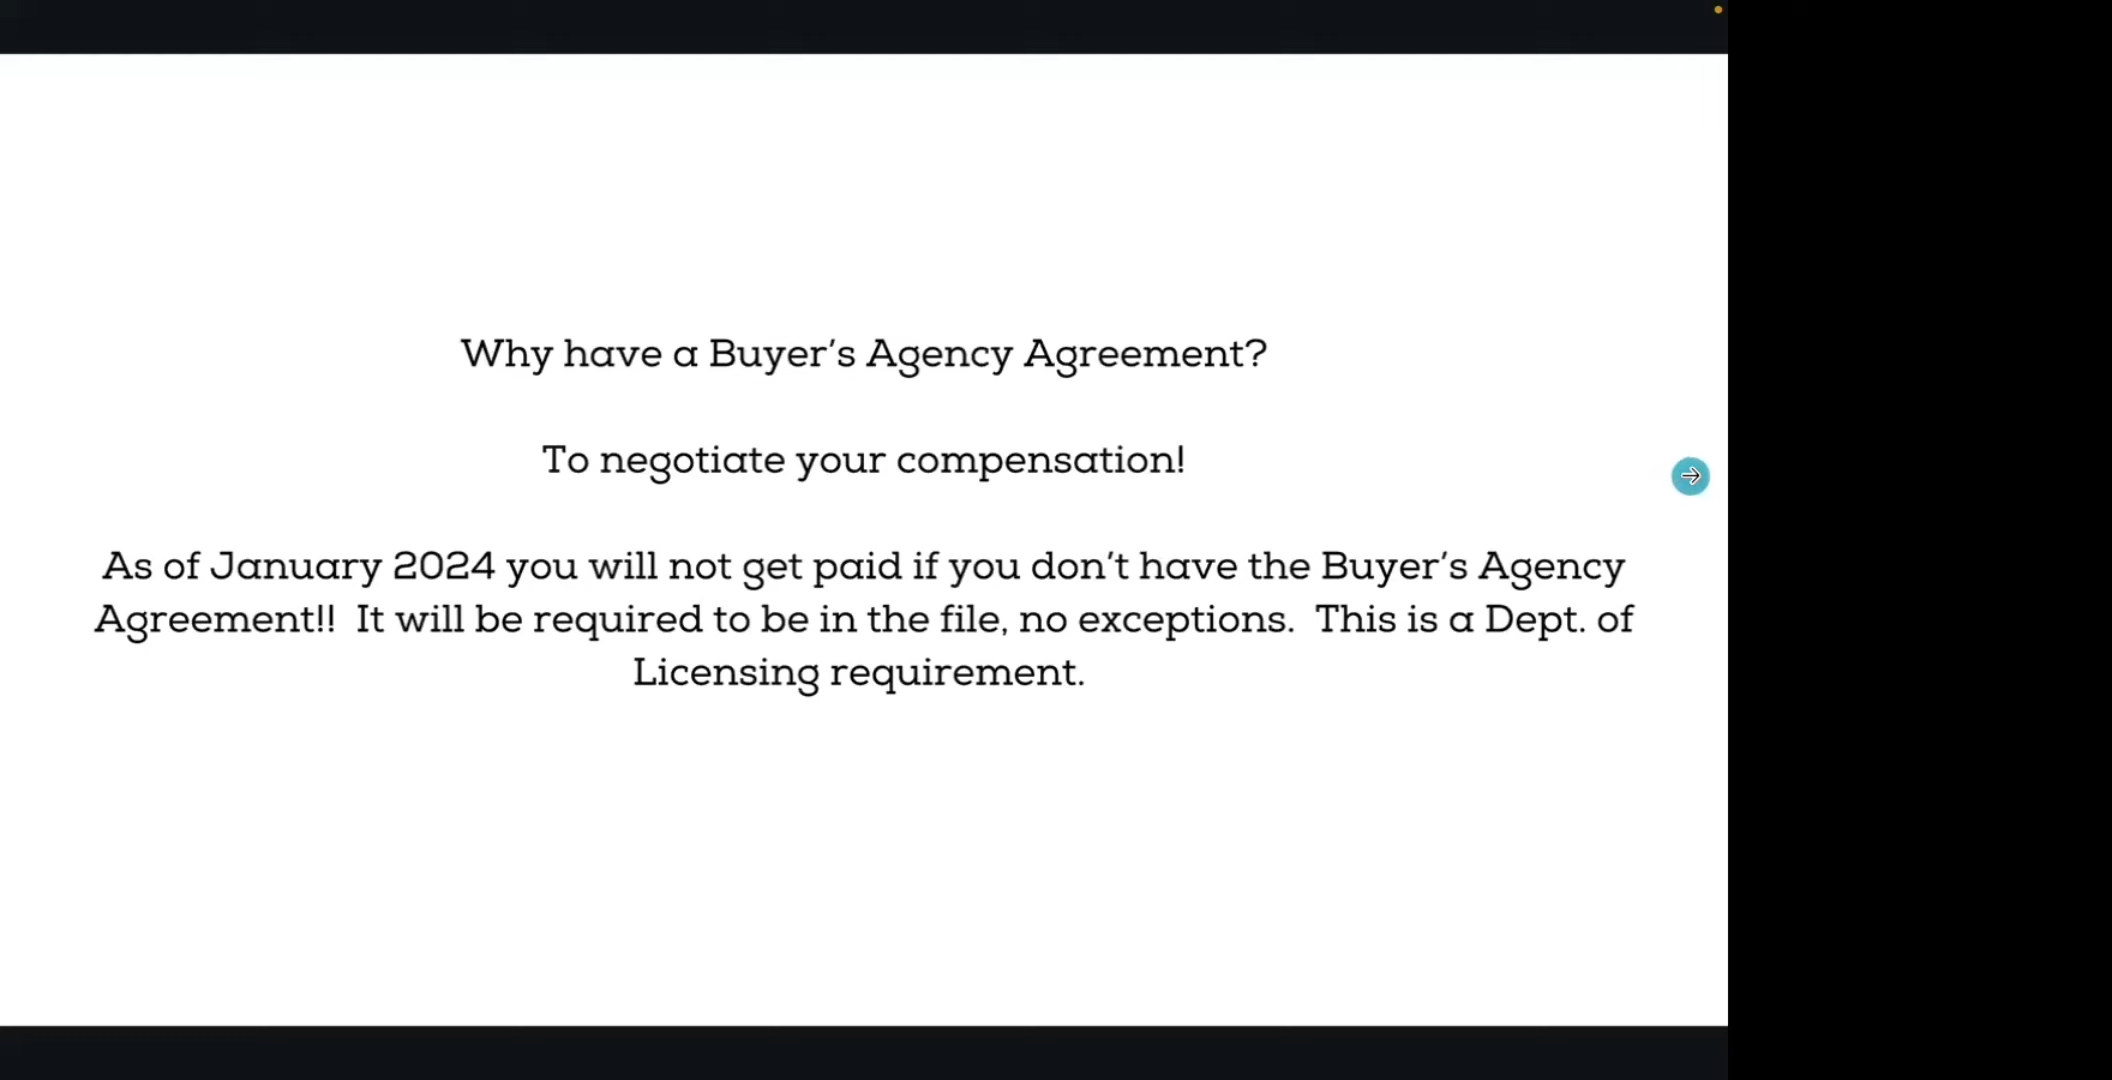 Why have a Buyer's Agency Agreement?
To negotiate your compensation!
As of January 2024 you will not get paid if you don't have the Buyer's Agency
Agreement!!  It will be required to be in the file, no exceptions.  This is a Dept. of
Licensing requirement.